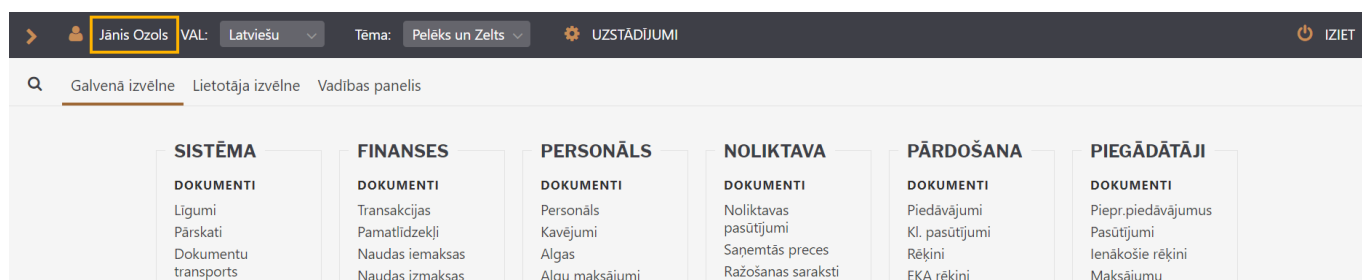 Jānis Ozols VAL: Latviešu Tēma: Pelēks un Zelts UZSTĀDĪJUMI IZIET
Galvenā izvēlne Lietotāja izvēlne Vadības panelis
SISTĒMA
DOKUMENTI
Līgumi
Pārskati
Dokumentu
transports
FINANSES
DOKUMENTI
Transakcijas
Pamatlīdzekļi
Naudas iemaksas
Naudas izmaksas
PERSONĀLS
DOKUMENTI
Personāls
Kavējumi
Algas
Algu maksājumi
NOLIKTAVA
DOKUMENTI
Noliktavas
pasūtījumi
Saņemtās preces
Ražošanas saraksti
PĀRDOŠANA
DOKUMENTI
Piedāvājumi
Kl. pasūtījumi
Rēķini
EKA rēķini
PIEGĀDĀTĀJI
DOKUMENTI
Piepr.piedāvājumus
Pasūtījumi
Ienākošie rēķini
Maksājumu